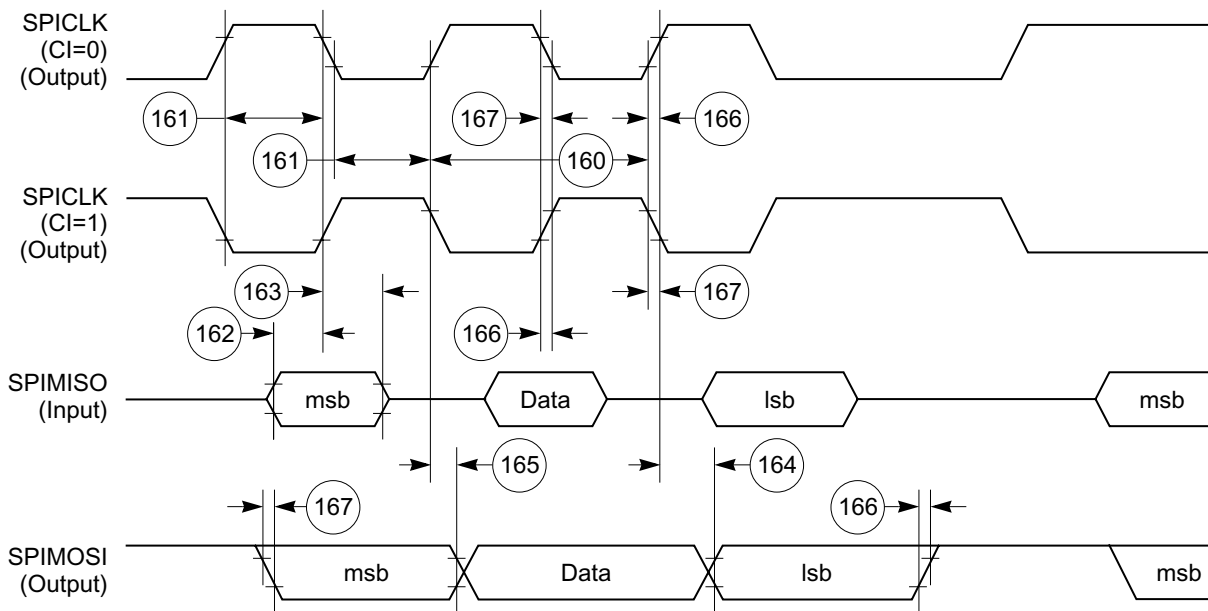 SPICLK
(CI=0)
(Output)
161
167
166
161
160
SPICLK
(CI=1)
(Output)
163
167
162
166
SPIMISO
(Input)
msb
Data
lsb
msb
165
164
167
166
SPIMOSI
(Output)
msb
Data
lsb
msb